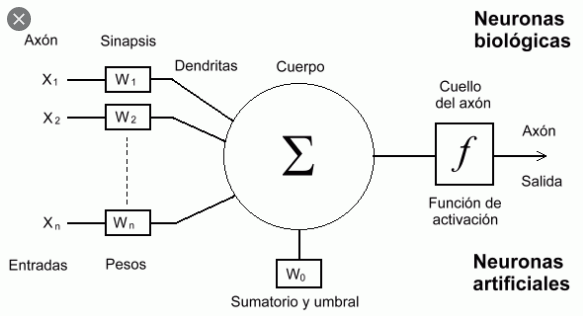 Neuronas
biológicas
Axón
Sinapsis
Dendritas
Cuerpo
Cuello
del axón
Axón
X1
W1
X2
W2
Σ
f
Salida
Xn
Wn
Función de
activación
Entradas
Pesos
W0
Sumatorio y umbral
Neuronas
artificiales